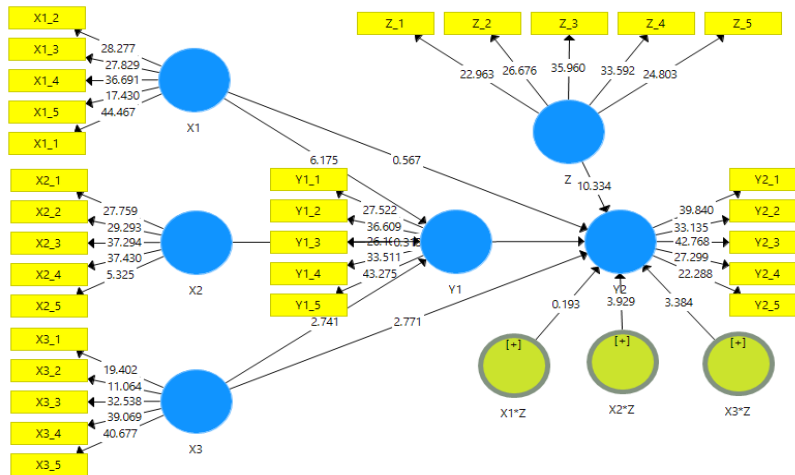 X1_2
X1_3
X1_4
X1_5
X1_1
28.277
27.829
36.691
17.430
44.467
X1
Z_1
Z_2
Z_3
Z_4
Z_5
22.963
26.676
35.960
33.592
24.803
Z
6.175
0.567
10.334
X2_1
X2_2
X2_3
X2_4
X2_5
27.759
29.293
37.294
37.430
5.325
X2
Y1_1
Y1_2
Y1_3
Y1_4
Y1_5
27.522
36.609
33.511
43.275
Y1
Y2_1
Y2_2
Y2_3
Y2_4
Y2_5
39.840
33.135
42.768
27.299
22.288
Y2
2.741
2.771
0.193
3.929
3.384
X3_1
X3_2
X3_3
X3_4
X3_5
19.402
11.064
32.538
39.069
40.677
X3
[+]
[+]
[+]
X1*Z
X2*Z
X3*Z